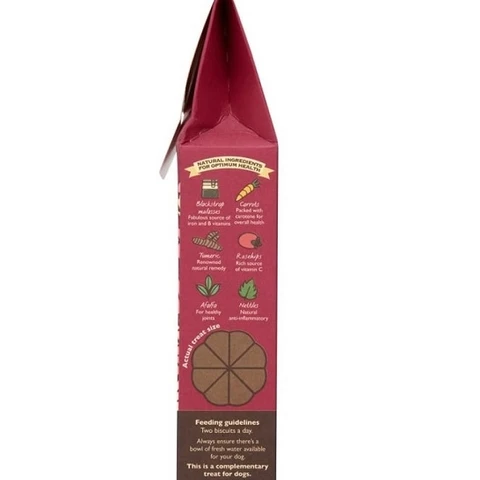 NATURAL INGREDIENTS
FOR OPTIMUM HEALTH
Blackstrap
molasses
Fabulous source of
iron and B vitamins
Carrots
Packed with
carotene for
overall health
Turmeric
Renowned
natural remedy
Rosehips
Rich source
of vitamin C
Alfalfa
For healthy
joints
Nettles
Natural
anti-inflammatory
Actual treat size
Feeding guidelines
Two biscuits a day.
Always ensure there's a
bowl of fresh water available
for your dog.
This is a complementary
treat for dogs.